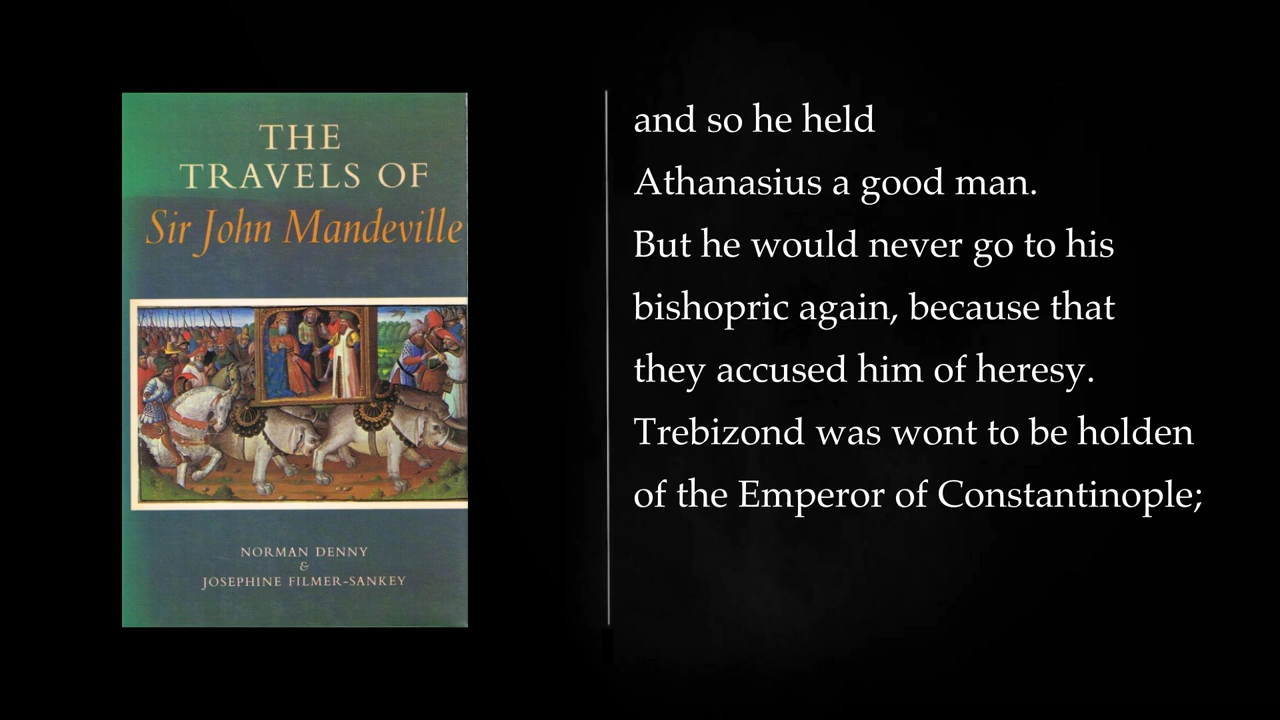 THE
TRAVELS OF
Sir John Mandeville
NORMAN DENNY
&
JOSEPHINE FILMER-SANKEY
and so he held
Athanasius a good man.
But he would never go to his
bishopric again, because that
they accused him of heresy.
Trebizond was wont to be holden
of the Emperor of Constantinople;